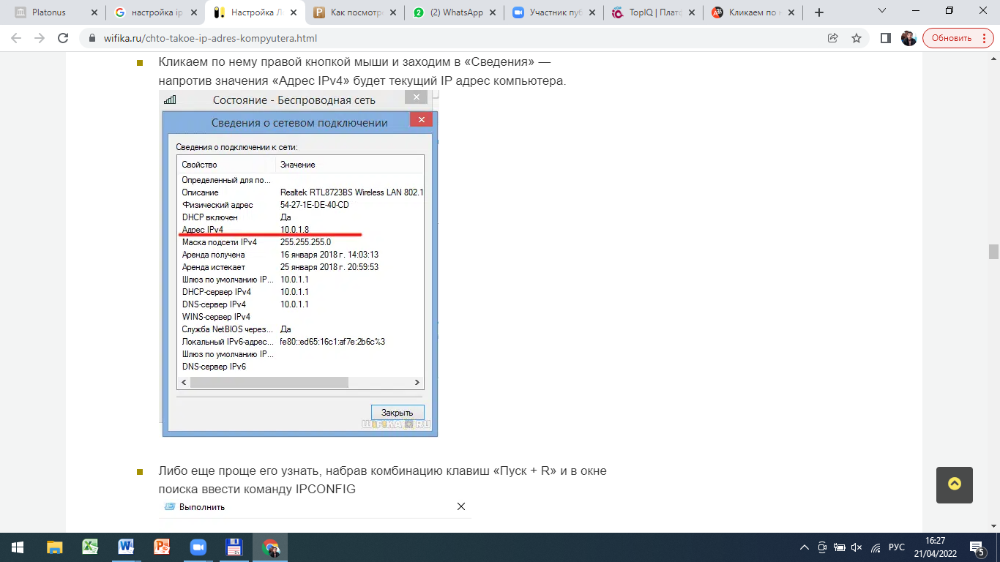 Platonus
настройка ip
Настройка Л
Как посмотре
(2) WhatsApp
Участник пуб
TopIQ | Платф
Кликаем по н
wifika.ru/chto-takoe-ip-adres-kompyutera.html
Обновить
Кликаем по нему правой кнопкой мыши и заходим в «Сведения» —
напротив значения «Адрес IPv4» будет текущий IP адрес компьютера.
Состояние - Беспроводная сеть
Сведения о сетевом подключении
Сведения о подключении к сети:
Свойство Значение
Определенный для по...
Описание Realtek RTL8723BS Wireless LAN 802.1
Физический адрес 54-27-1E-DE-40-CD
DHCP включен Да
Адрес IPv4 10.0.1.8
Маска подсети IPv4 255.255.255.0
Аренда получена 16 января 2018 г. 14:03:13
Аренда истекает 25 января 2018 г. 20:59:53
Шлюз по умолчанию IP... 10.0.1.1
DHCP-сервер IPv4 10.0.1.1
DNS-сервер IPv4 10.0.1.1
WINS-сервер IPv4
Служба NetBIOS через... Да
Локальный IPv6-адрес... fe80::ed65:16c1:af7e:2b6c%3
Шлюз по умолчанию IP...
DNS-сервер IPv6
Закрыть
WIFIKA RU
Либо еще проще его узнать, набрав комбинацию клавиш «Пуск + R» и в окне
поиска ввести команду IPCONFIG
Выполнить
РУС
16:27
21/04/2022
5